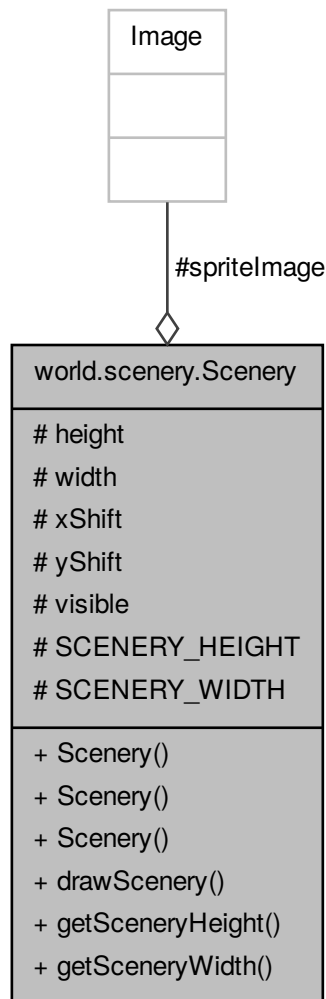 Image
#spriteImage
world.scenery.Scenery
# height
# width
# xShift
# yShift
# visible
# SCENERY_HEIGHT
# SCENERY_WIDTH
+ Scenery()
+ Scenery()
+ Scenery()
+ drawScenery()
+ getSceneryHeight()
+ getSceneryWidth()